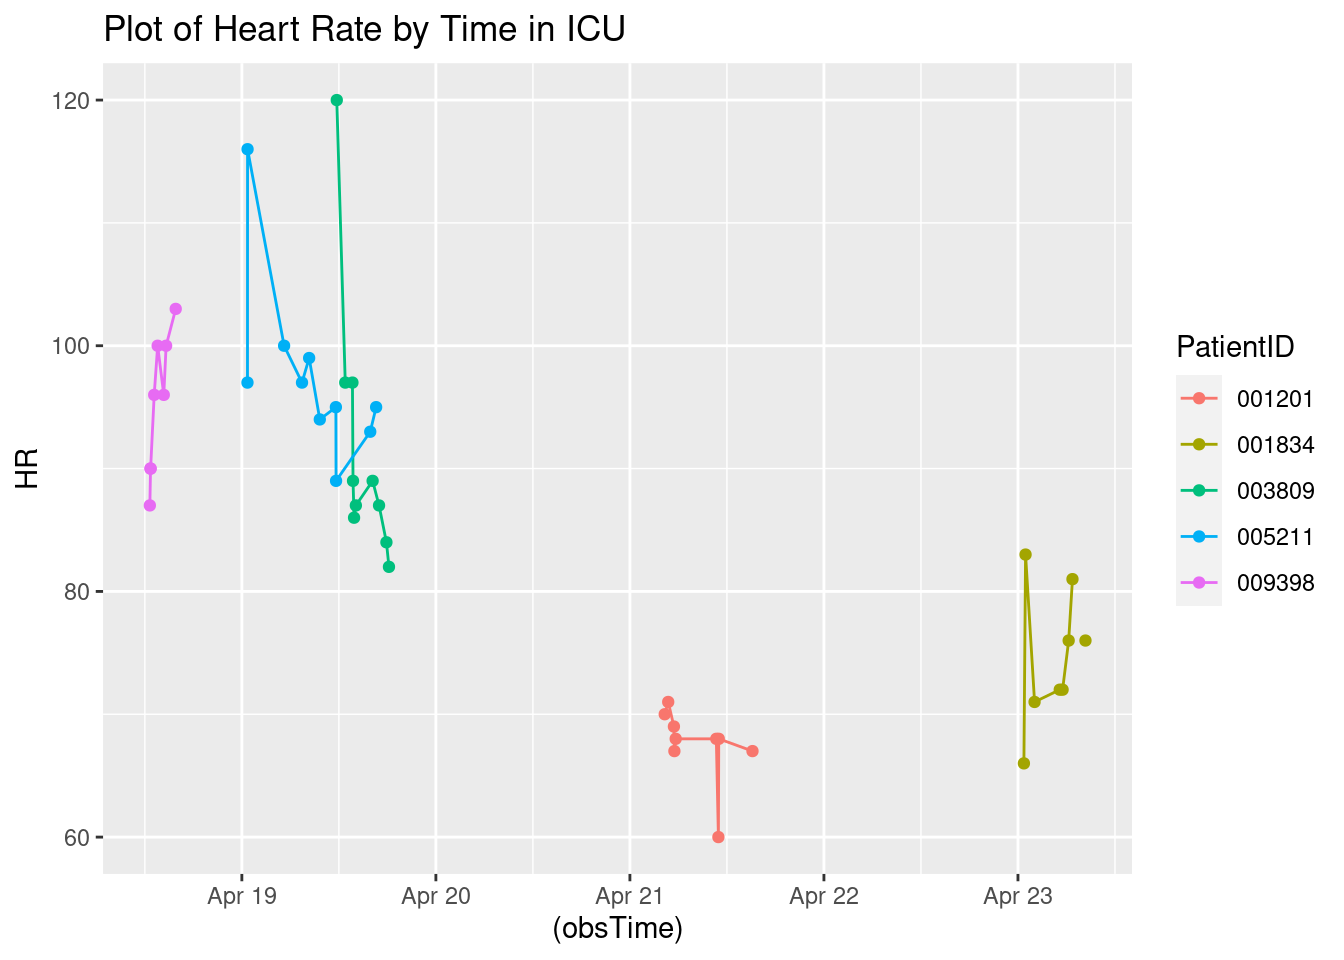 Plot of Heart Rate by Time in ICU
120
100
80
60
HR
Apr 19 Apr 20 Apr 21 Apr 22 Apr 23
(obsTime)
PatientID
001201
001834
003809
005211
009398